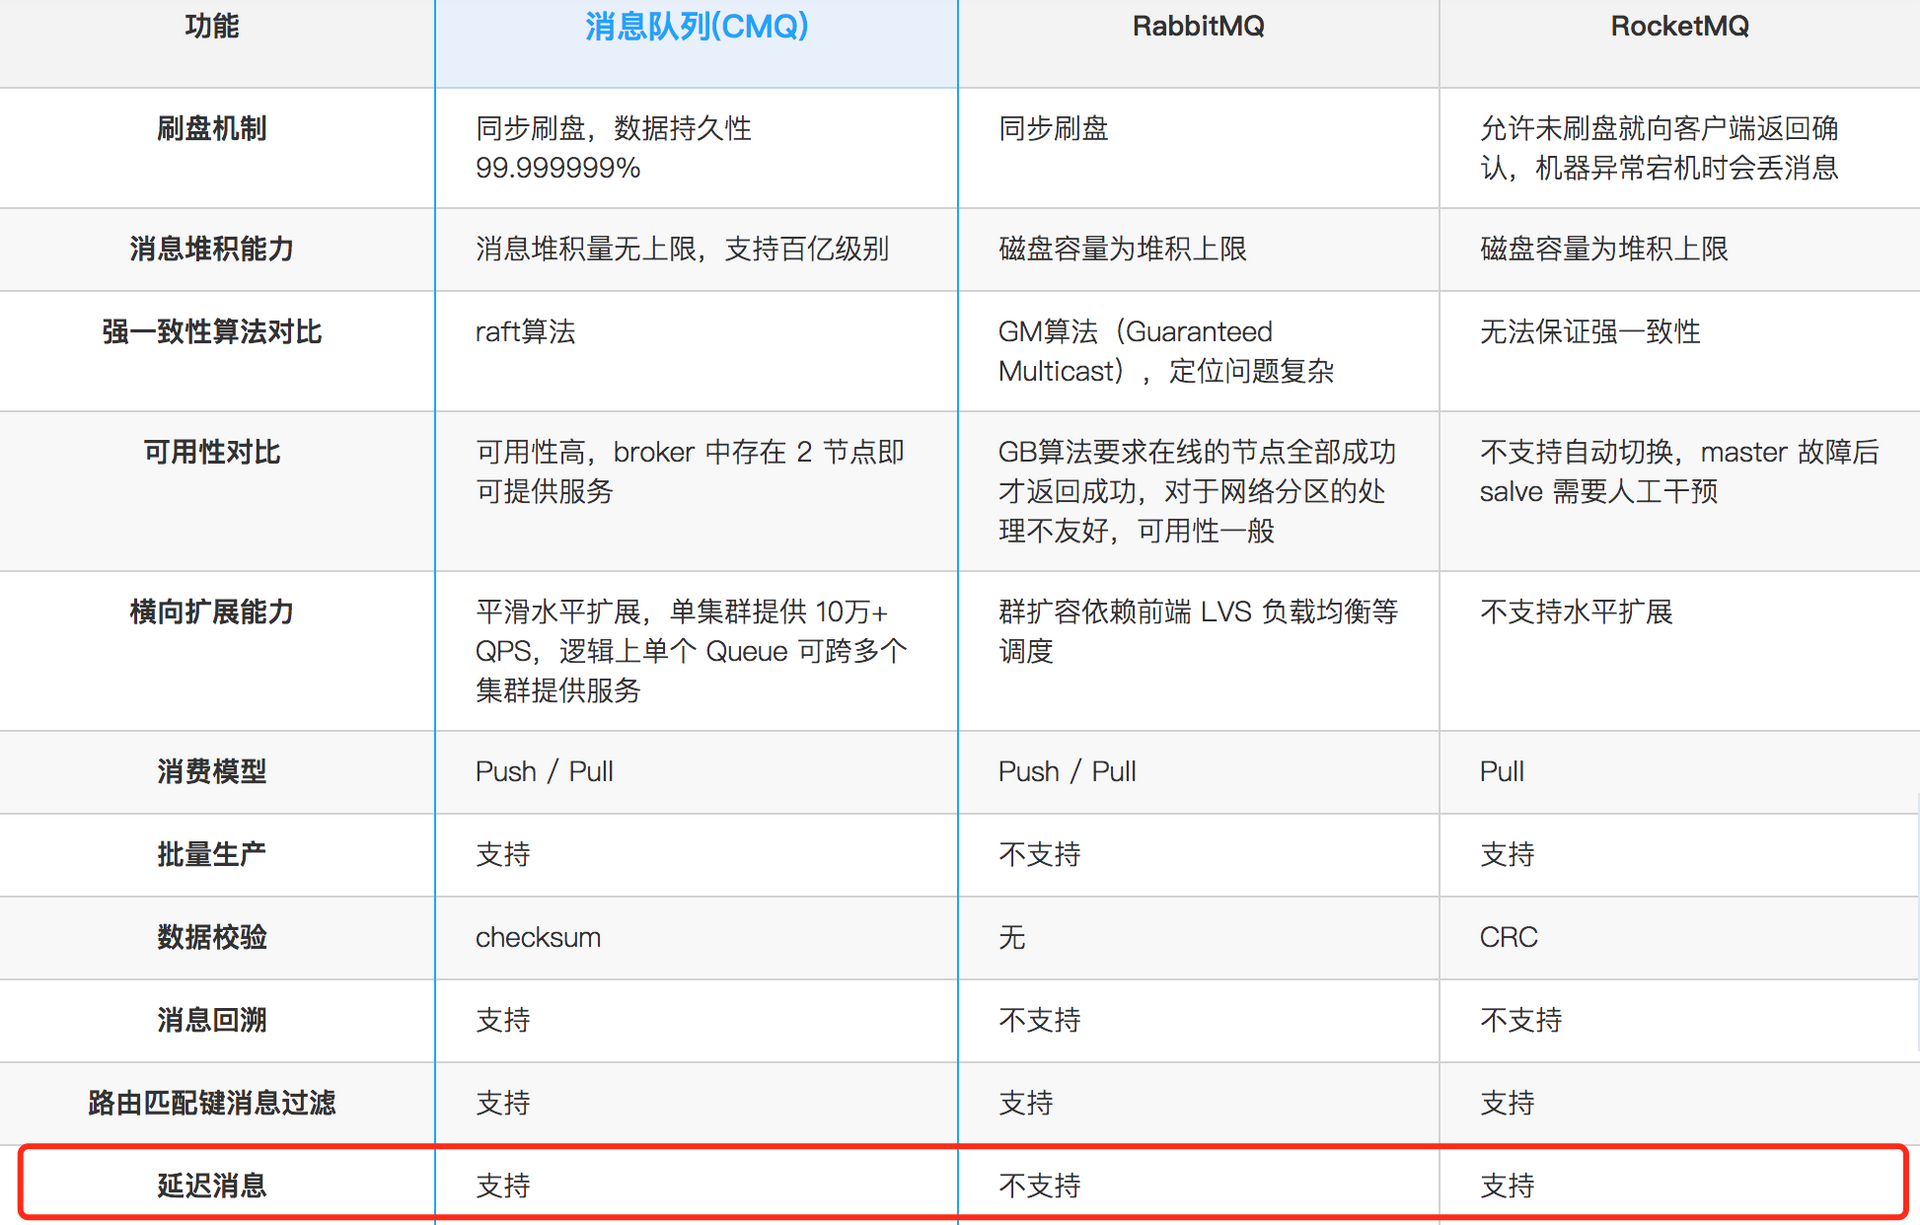 功能
消息队列(CMQ)
RabbitMQ
RocketMQ
刷盘机制
同步刷盘，数据持久性
99.999999%
同步刷盘
允许未刷盘就向客户端返回确
认，机器异常宕机时会丢消息
消息堆积能力
消息堆积量无上限，支持百亿级别
磁盘容量为堆积上限
磁盘容量为堆积上限
强一致性算法对比
raft算法
GM算法（Guaranteed
Multicast），定位问题复杂
无法保证强一致性
可用性对比
可用性高，broker 中存在 2 节点即
可提供服务
GB算法要求在线的节点全部成功
才返回成功，对于网络分区的处
理不友好，可用性一般
不支持自动切换，master 故障后
salve 需要人工干预
横向扩展能力
平滑水平扩展，单集群提供 10万+
QPS，逻辑上单个 Queue 可跨多个
集群提供服务
群扩容依赖前端 LVS 负载均衡等
调度
不支持水平扩展
消费模型
Push / Pull
Push / Pull
Pull
批量生产
支持
不支持
支持
数据校验
checksum
无
CRC
消息回溯
支持
不支持
不支持
路由匹配键消息过滤
支持
支持
支持
延迟消息
支持
不支持
支持